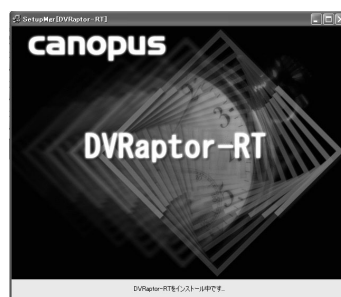 SetupMgr[DVRaptor-RT]
canopus
DVRaptor-RT
DVRaptor-RTをインストール中です..